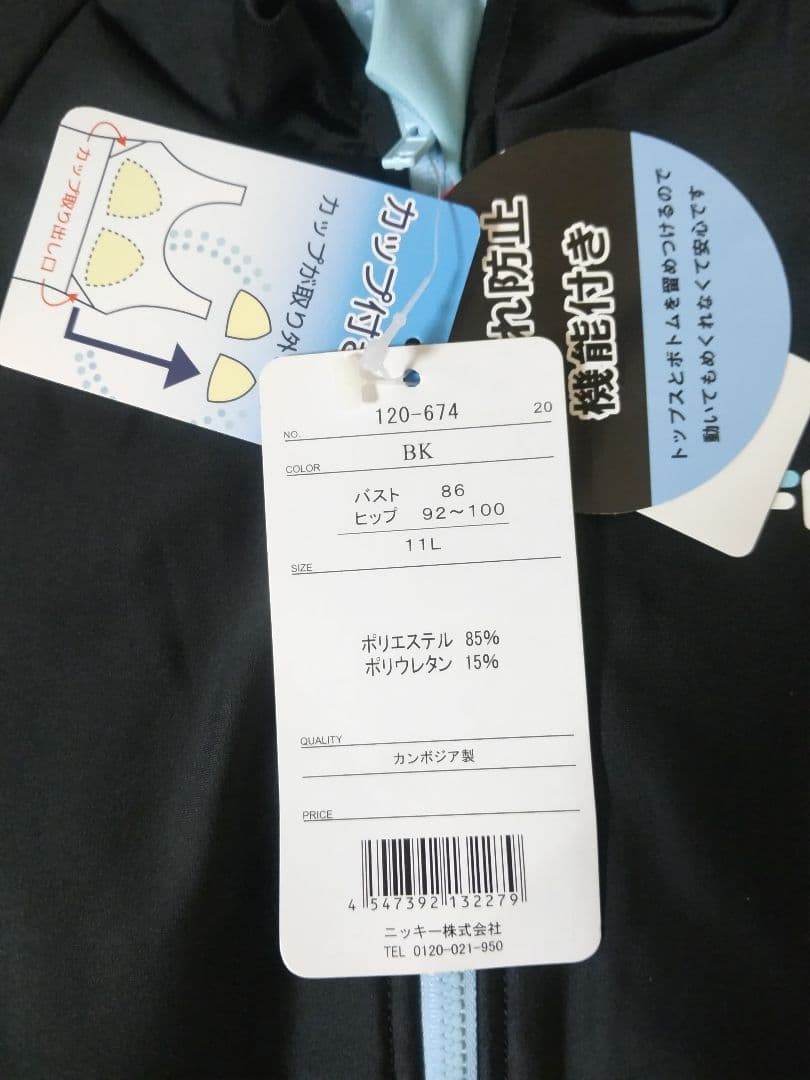 カップ取り出し口
カップ付き
カップが取り外
れ防止
機能付き
トップスとボトムを留めつけるので
動いてもめくれなくて安心です
NO. 120-674 20
COLOR BK
バスト 86
ヒップ 92～100
11L
SIZE
ポリエステル 85%
ポリウレタン 15%
QUALITY
カンボジア製
PRICE
4 547392 132279
ニッキー株式会社
TEL 0120-021-950